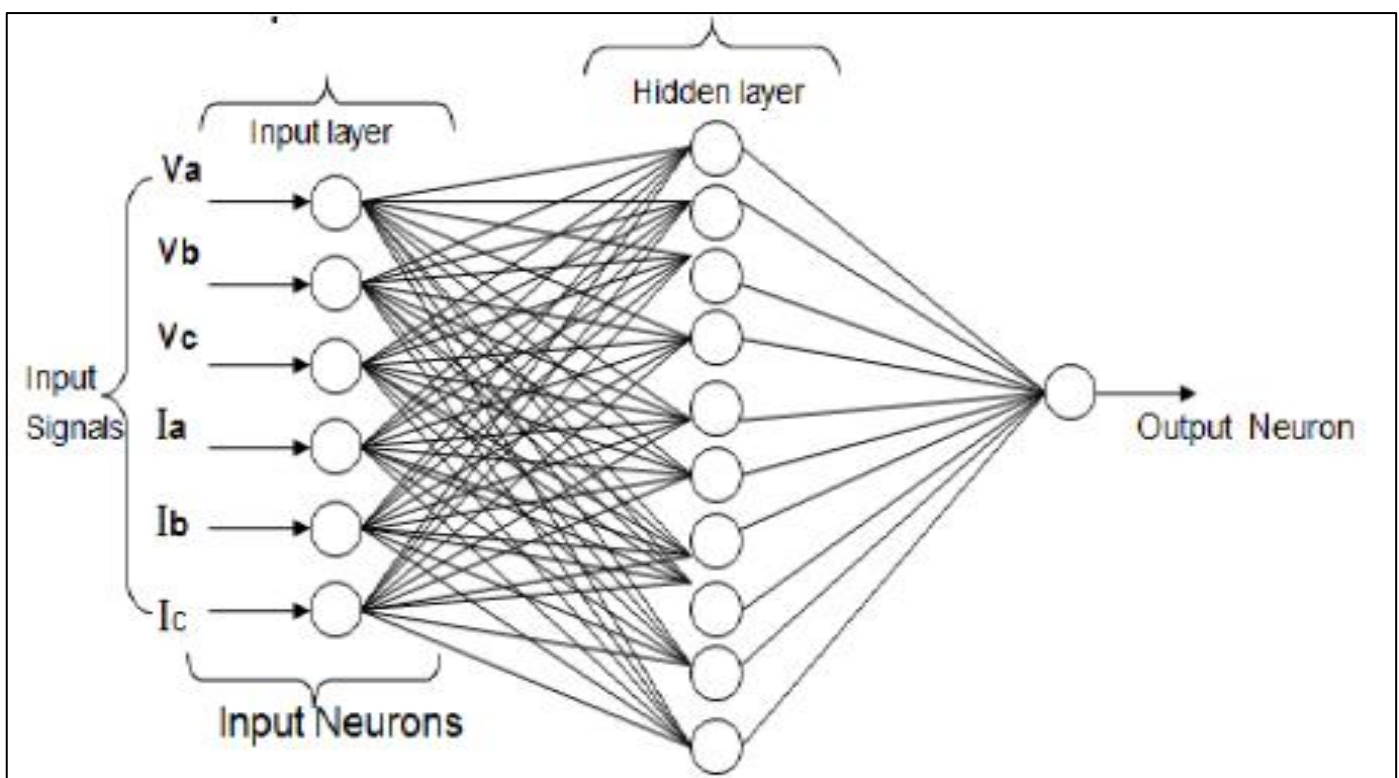 Hidden layer
Input layer
Va
Vb
Vc
Input
Signals
Ia
Ib
Ic
Output Neuron
Input Neurons